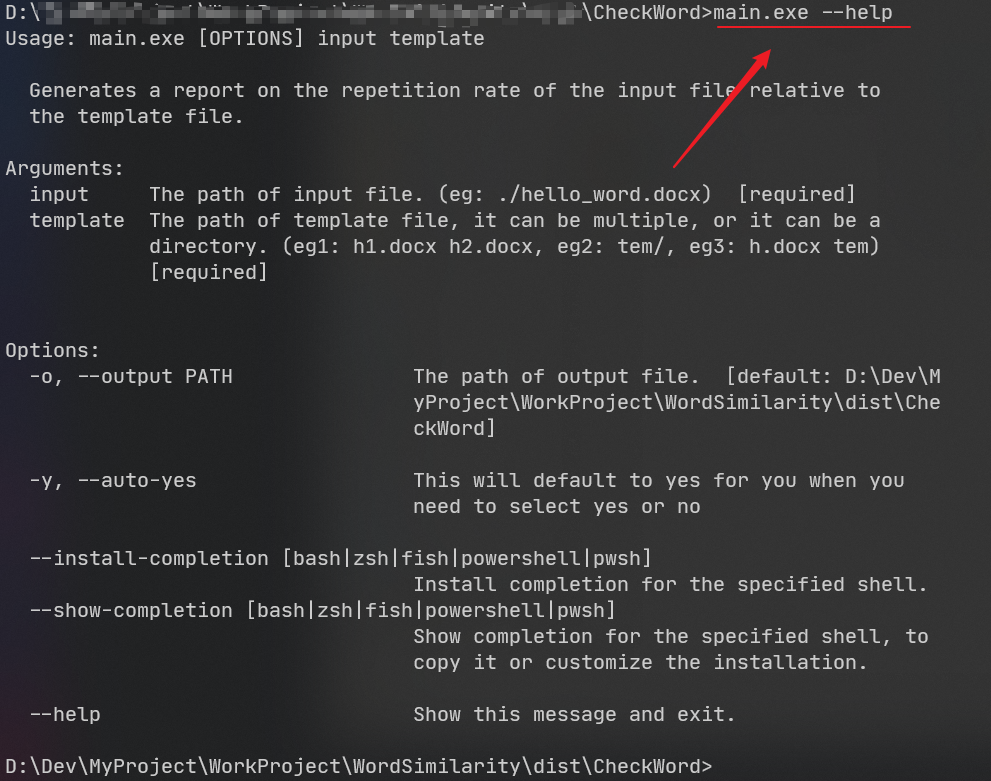 D:\ \CheckWord>main.exe --help
Usage: main.exe [OPTIONS] input template
Generates a report on the repetition rate of the input file relative to
the template file.
Arguments:
input The path of input file. (eg: ./hello_word.docx) [required]
template The path of template file, it can be multiple, or it can be a
directory. (eg1: h1.docx h2.docx, eg2: tem/, eg3: h.docx tem)
[required]
Options:
-o, --output PATH The path of output file. [default: D:\Dev\M
yProject\WorkProject\WordSimilarity\dist\Che
ckWord]
-y, --auto-yes This will default to yes for you when you
need to select yes or no
--install-completion [bash|zsh|fish|powershell|pwsh]
Install completion for the specified shell.
--show-completion [bash|zsh|fish|powershell|pwsh]
Show completion for the specified shell, to
copy it or customize the installation.
--help Show this message and exit.
D:\Dev\MyProject\WorkProject\WordSimilarity\dist\CheckWord>